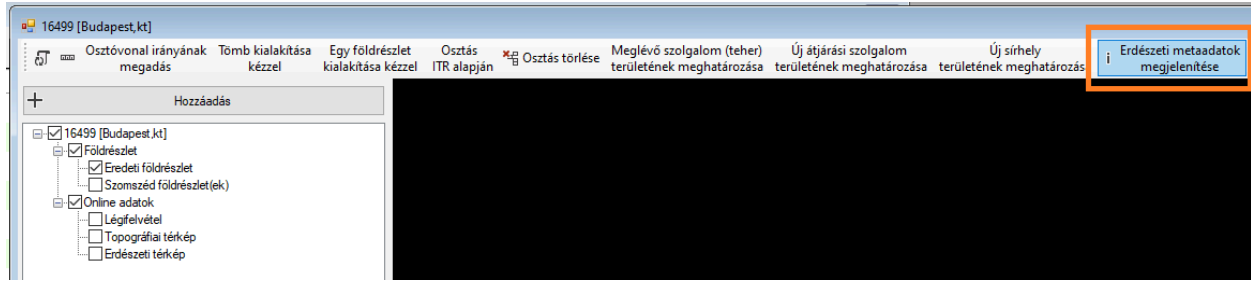 16499 [Budapest,kt]
Osztóvonal irányának Tömb kialakítása Egy földrészlet Osztás Osztás törlése Meglévő szolgalom (teher) Új átjárási szolgalom Új sírhely Erdészeti metaadatok
megadás kézzel kialakítása kézzel ITR alapján területének meghatározása területének meghatározása területének meghatározás megjelenítése
Hozzáadás
16499 [Budapest,kt]
Földrészlet
Eredeti földrészlet
Szomszéd földrészlet(ek)
Online adatok
Légifelvétel
Topográfiai térkép
Erdészeti térkép